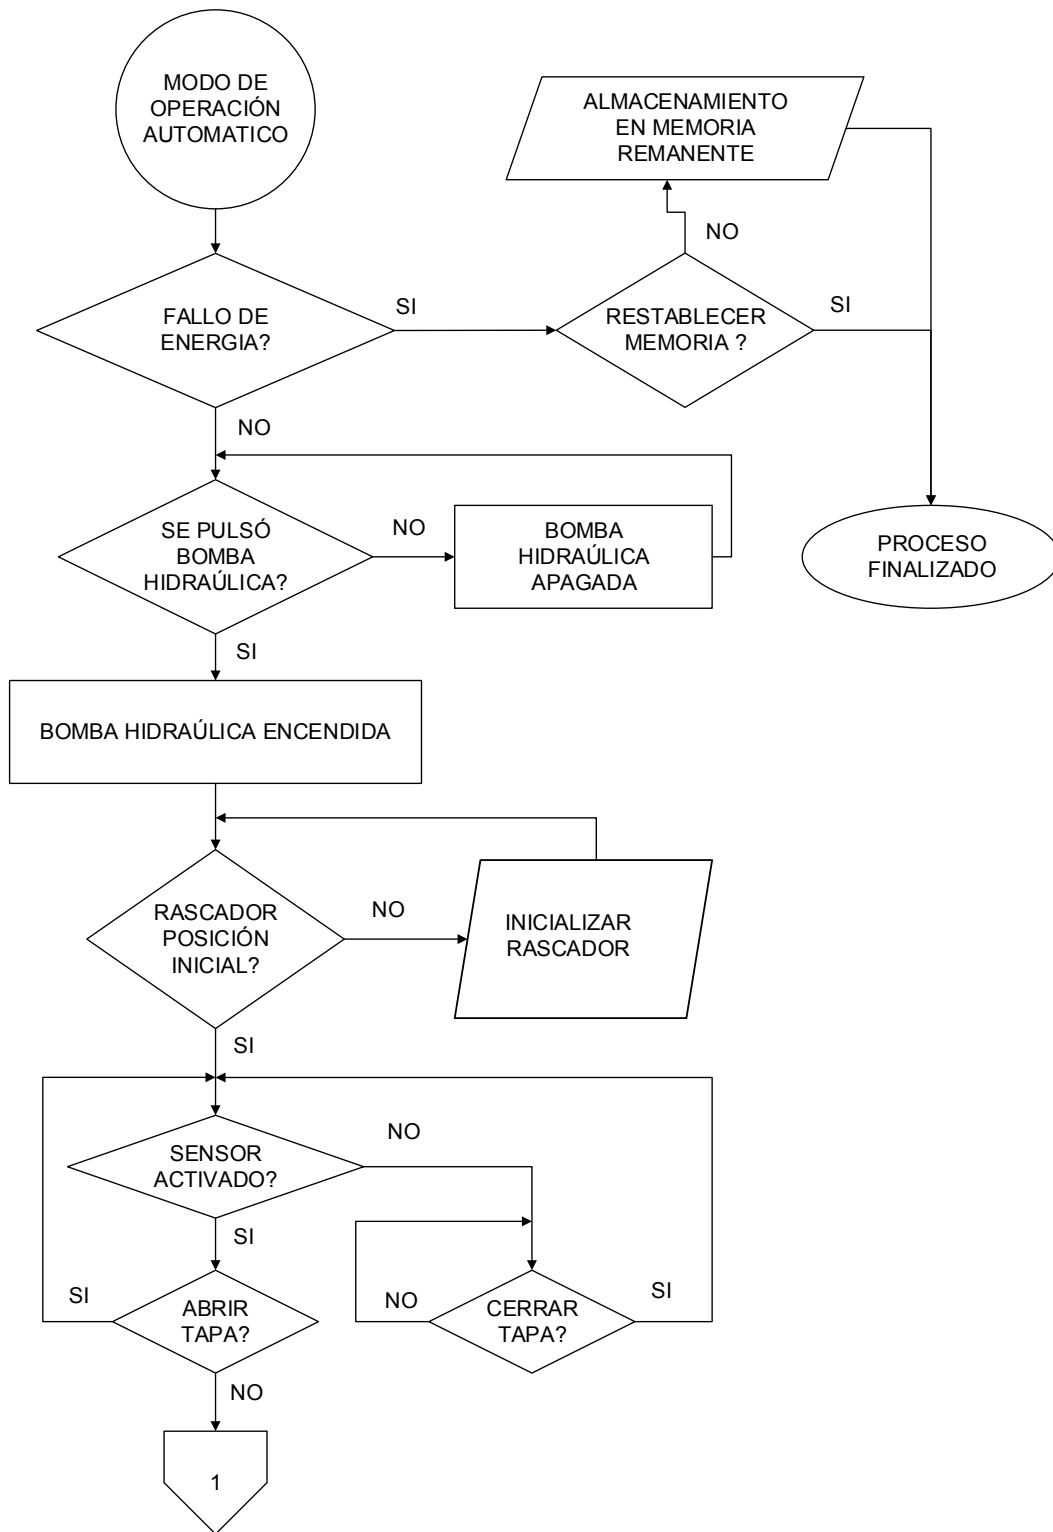 MODO DE
OPERACIÓN
AUTOMATICO
ALMACENAMIENTO
EN MEMORIA
REMANENTE
NO
FALLO DE
ENERGIA?
SI
RESTABLECER
MEMORIA ?
SI
NO
SE PULSÓ
BOMBA
HIDRAÚLICA?
NO
BOMBA
HIDRAÚLICA
APAGADA
PROCESO
FINALIZADO
SI
BOMBA HIDRAÚLICA ENCENDIDA
RASCADOR
POSICIÓN
INICIAL?
NO
INICIALIZAR
RASCADOR
SI
SENSOR
ACTIVADO?
NO
SI
SI
ABRIR
TAPA?
NO
CERRAR
TAPA?
SI
NO
1